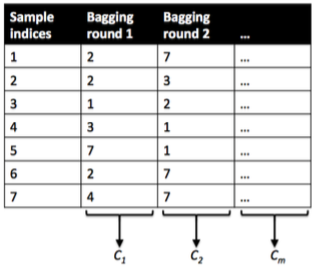 Sample indices Bagging round 1 Bagging round 2 ...
1 2 7 ...
2 2 3 ...
3 1 2 ...
4 3 1 ...
5 7 1 ...
6 2 7 ...
7 4 7 ...
C1 C2 Cm